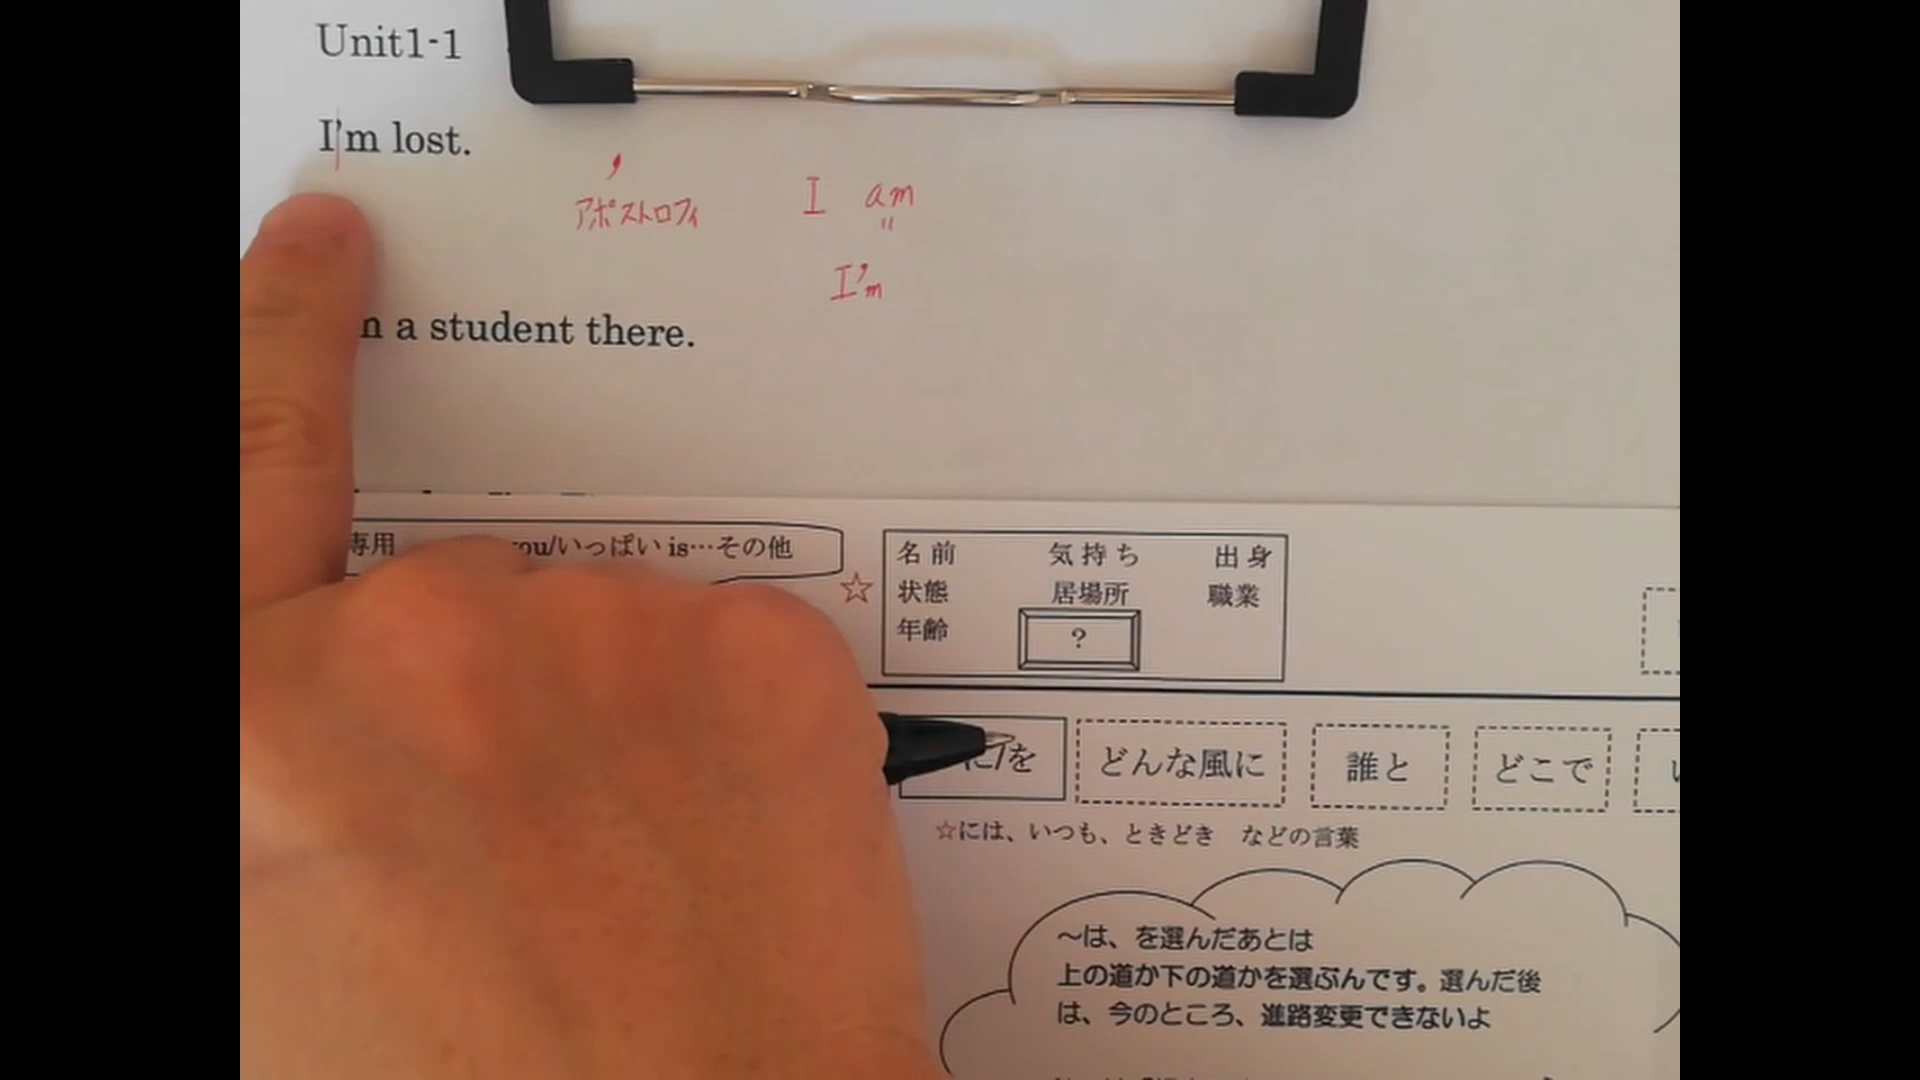 Unit1-1
I'm lost.
,
アポストロフィ
I am
"
I'm
a student there.
専用
you/いっぱい is…その他
☆
名前 気持ち 出身
状態 居場所 職業
年齢 ?
に/を
どんな風に
誰と
どこで
☆には、いつも、ときどき などの言葉
～は、を選んだあとは
上の道か下の道かを選ぶんです。選んだ後
は、今のところ、進路変更できないよ